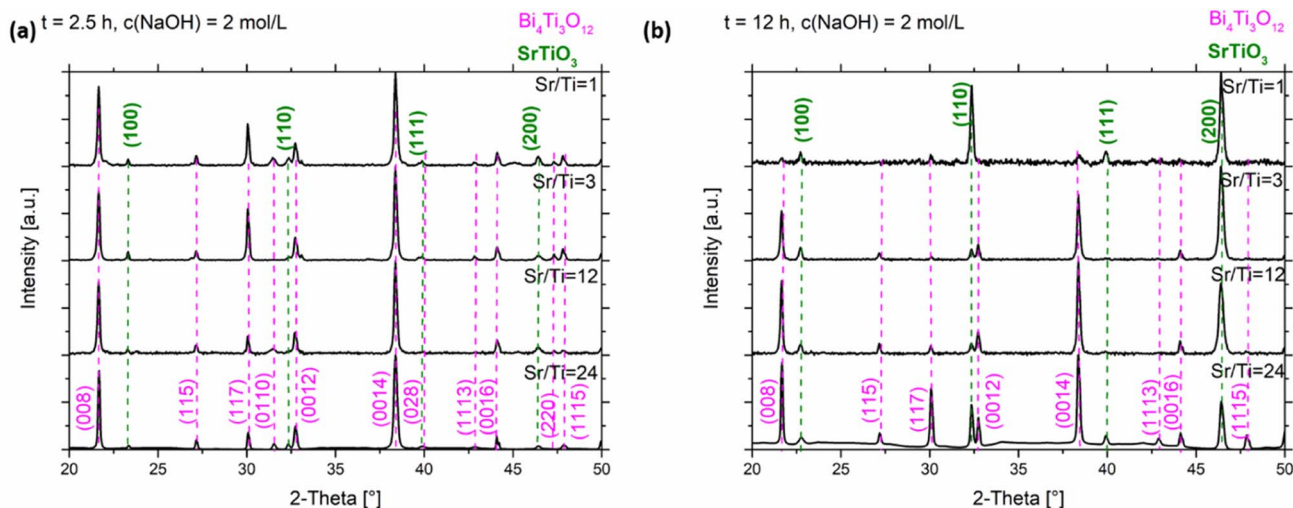 (a) t = 2.5 h, c(NaOH) = 2 mol/L
Bi₄Ti₃O₁₂
SrTiO₃
Sr/Ti=1
(100)
(110)
(111)
(200)
Sr/Ti=3
Sr/Ti=12
Sr/Ti=24
(008)
(115)
(117)
(0110)
(0012)
(0014)
(028)
(1113)
(0016)
(220)
(1115)
Intensity [a.u.]
20 25 30 35 40 45 50
2-Theta [°]
(b) t = 12 h, c(NaOH) = 2 mol/L
Bi₄Ti₃O₁₂
SrTiO₃
Sr/Ti=1
(100)
(110)
(111)
(200)
Sr/Ti=3
Sr/Ti=12
Sr/Ti=24
(008)
(115)
(117)
(0012)
(0014)
(1113)
(0016)
(1115)
Intensity [a.u.]
20 25 30 35 40 45 50
2-Theta [°]